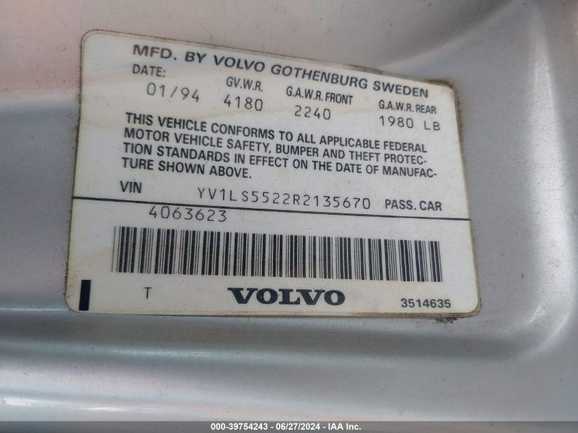 MFD. BY VOLVO GOTHENBURG SWEDEN
DATE: GV.W.R. G.A.W.R. FRONT G.A.W.R. REAR
01/94 4180 2240 1980 LB
THIS VEHICLE CONFORMS TO ALL APPLICABLE FEDERAL
MOTOR VEHICLE SAFETY, BUMPER AND THEFT PROTEC-
TION STANDARDS IN EFFECT ON THE DATE OF MANUFAC-
TURE SHOWN ABOVE.
VIN YV1LS5522R2135670 PASS. CAR
4063623
T VOLVO 3514635
© COPYRIGHT - 39754243 - 06/27/2024 - IAA Inc.